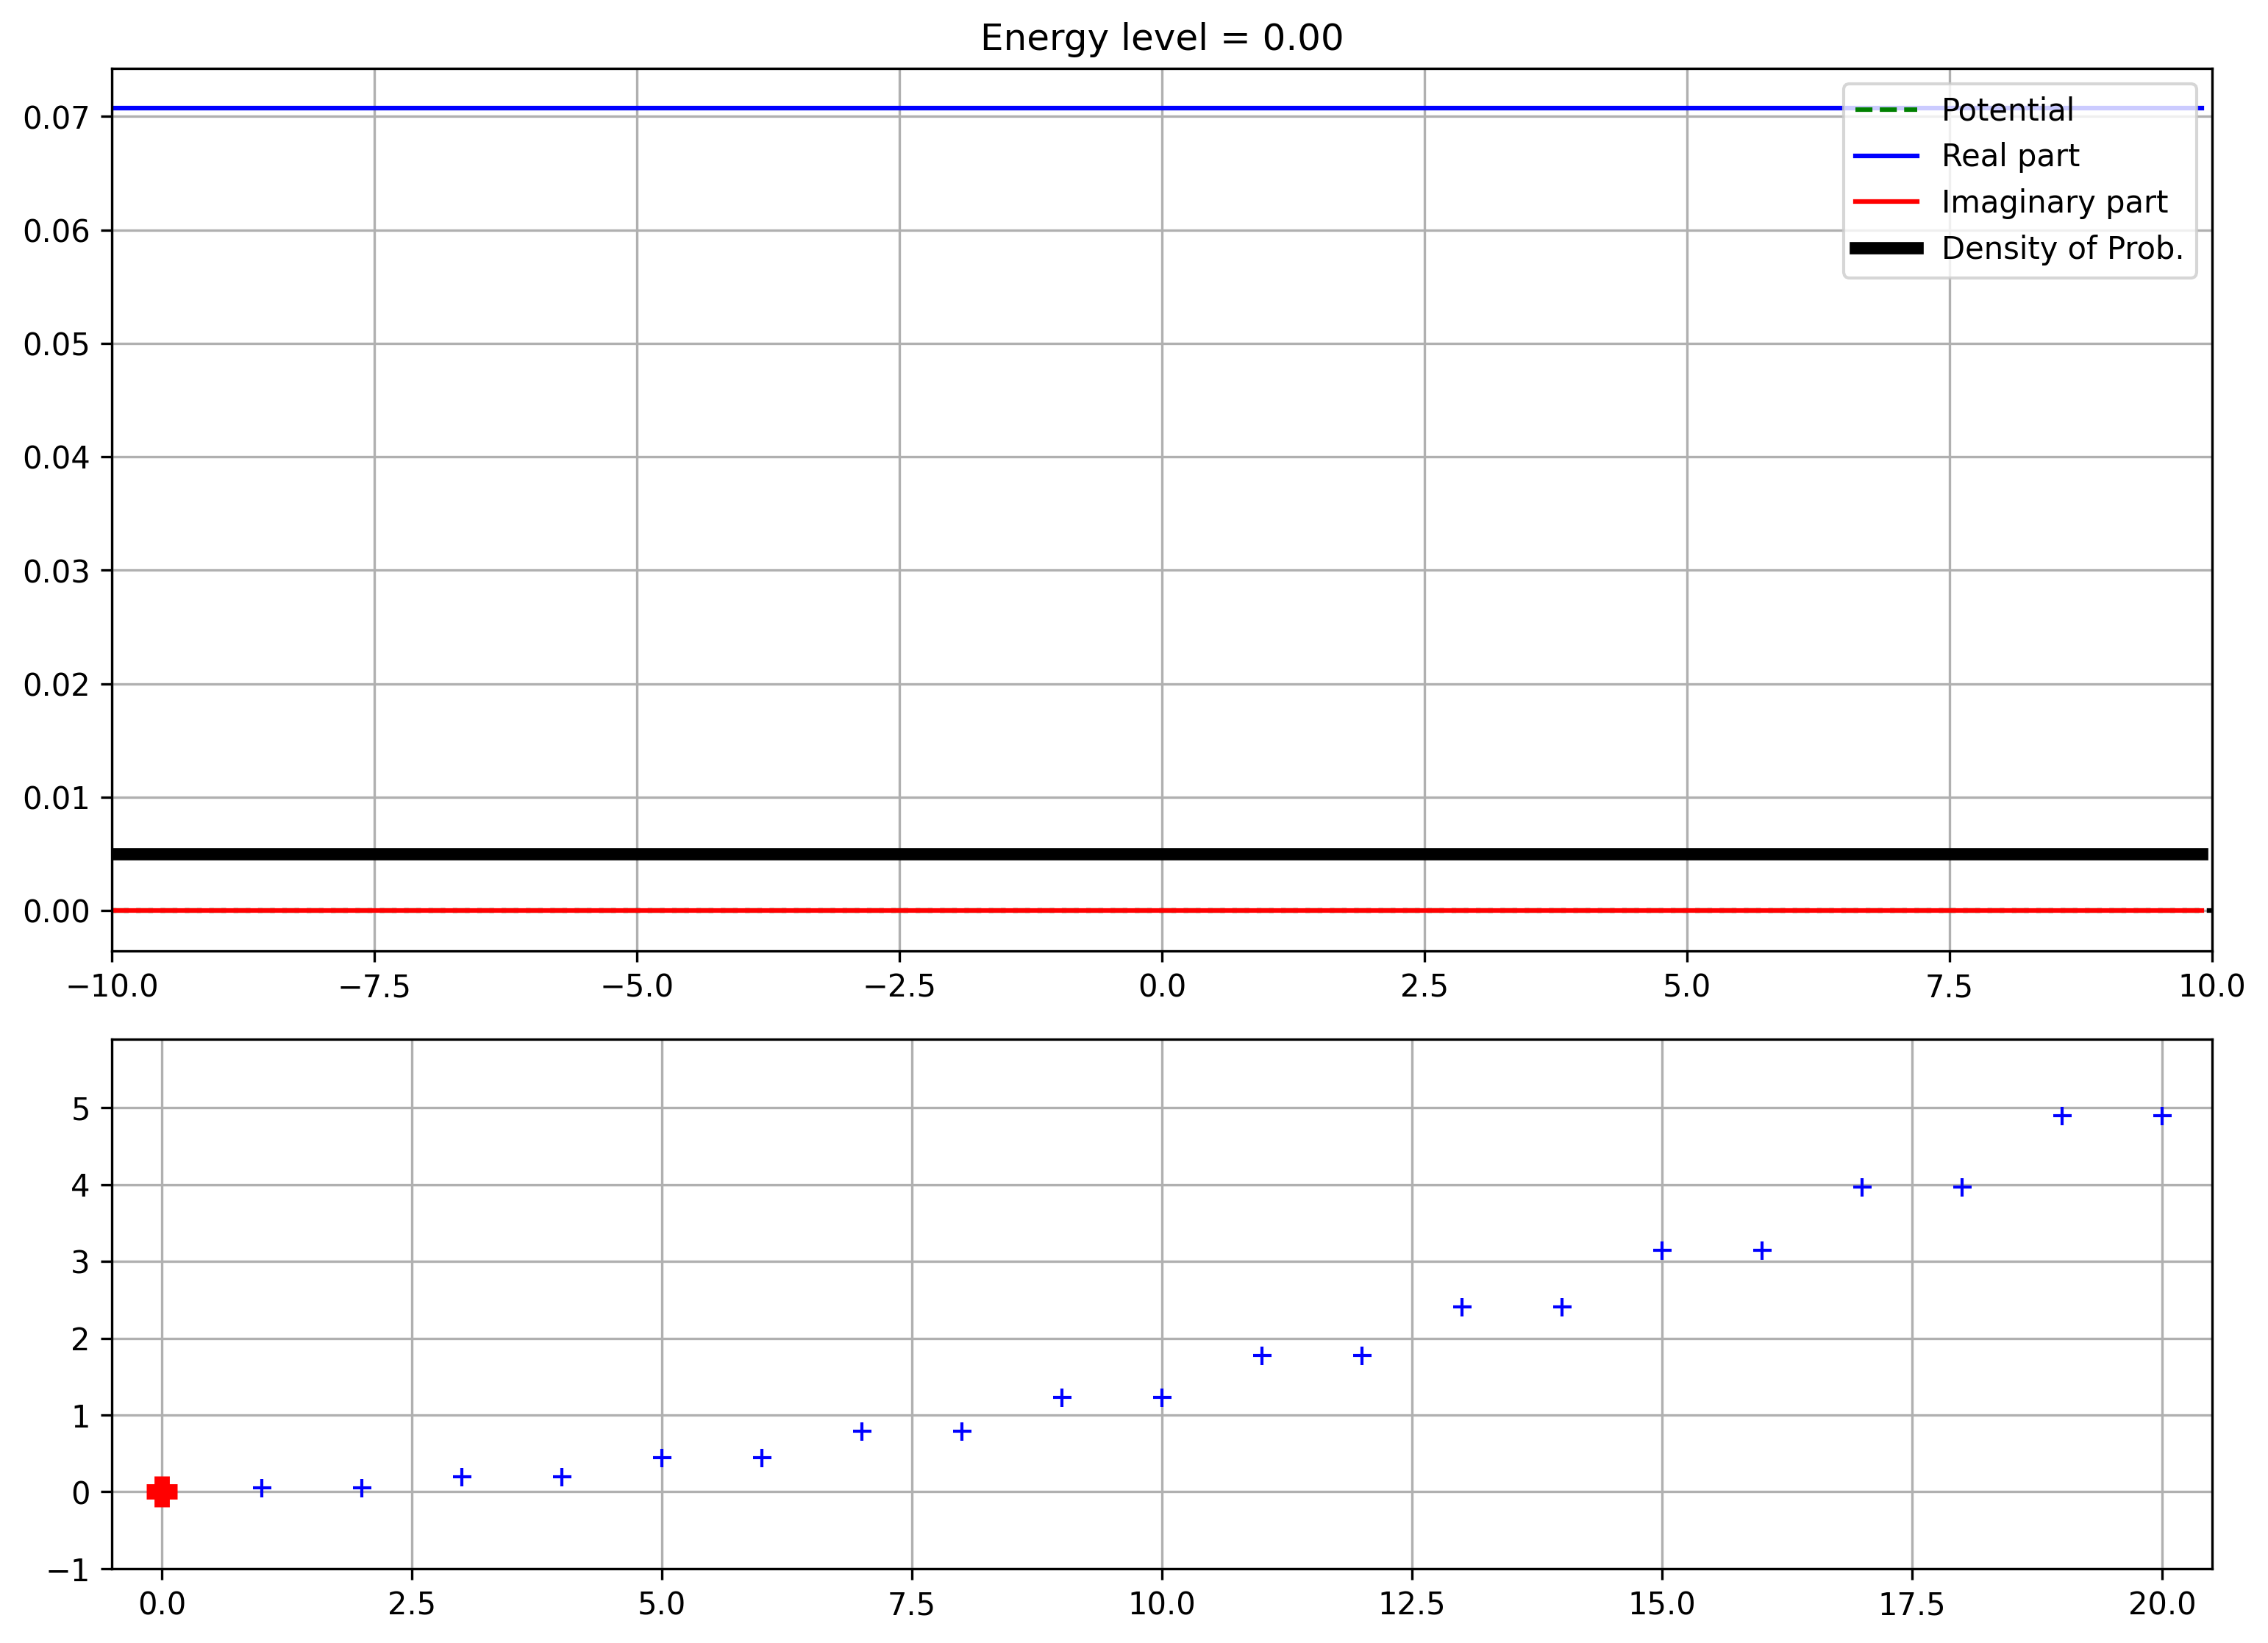 Energy level = 0.00
0.07
0.06
0.05
0.04
0.03
0.02
0.01
0.00
Potential
Real part
Imaginary part
Density of Prob.
−10.0 −7.5 −5.0 −2.5 0.0 2.5 5.0 7.5 10.0
5
4
3
2
1
0
−1
0.0 2.5 5.0 7.5 10.0 12.5 15.0 17.5 20.0